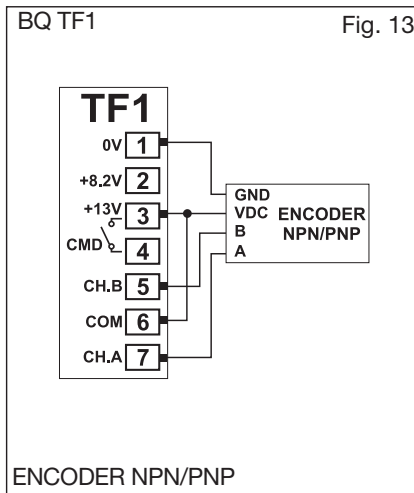 BQ TF1
Fig. 13
TF1
0V 1
+8.2V 2
+13V 3
CMD 4
CH.B 5
COM 6
CH.A 7
GND
VDC
B
A
ENCODER
NPN/PNP
ENCODER NPN/PNP